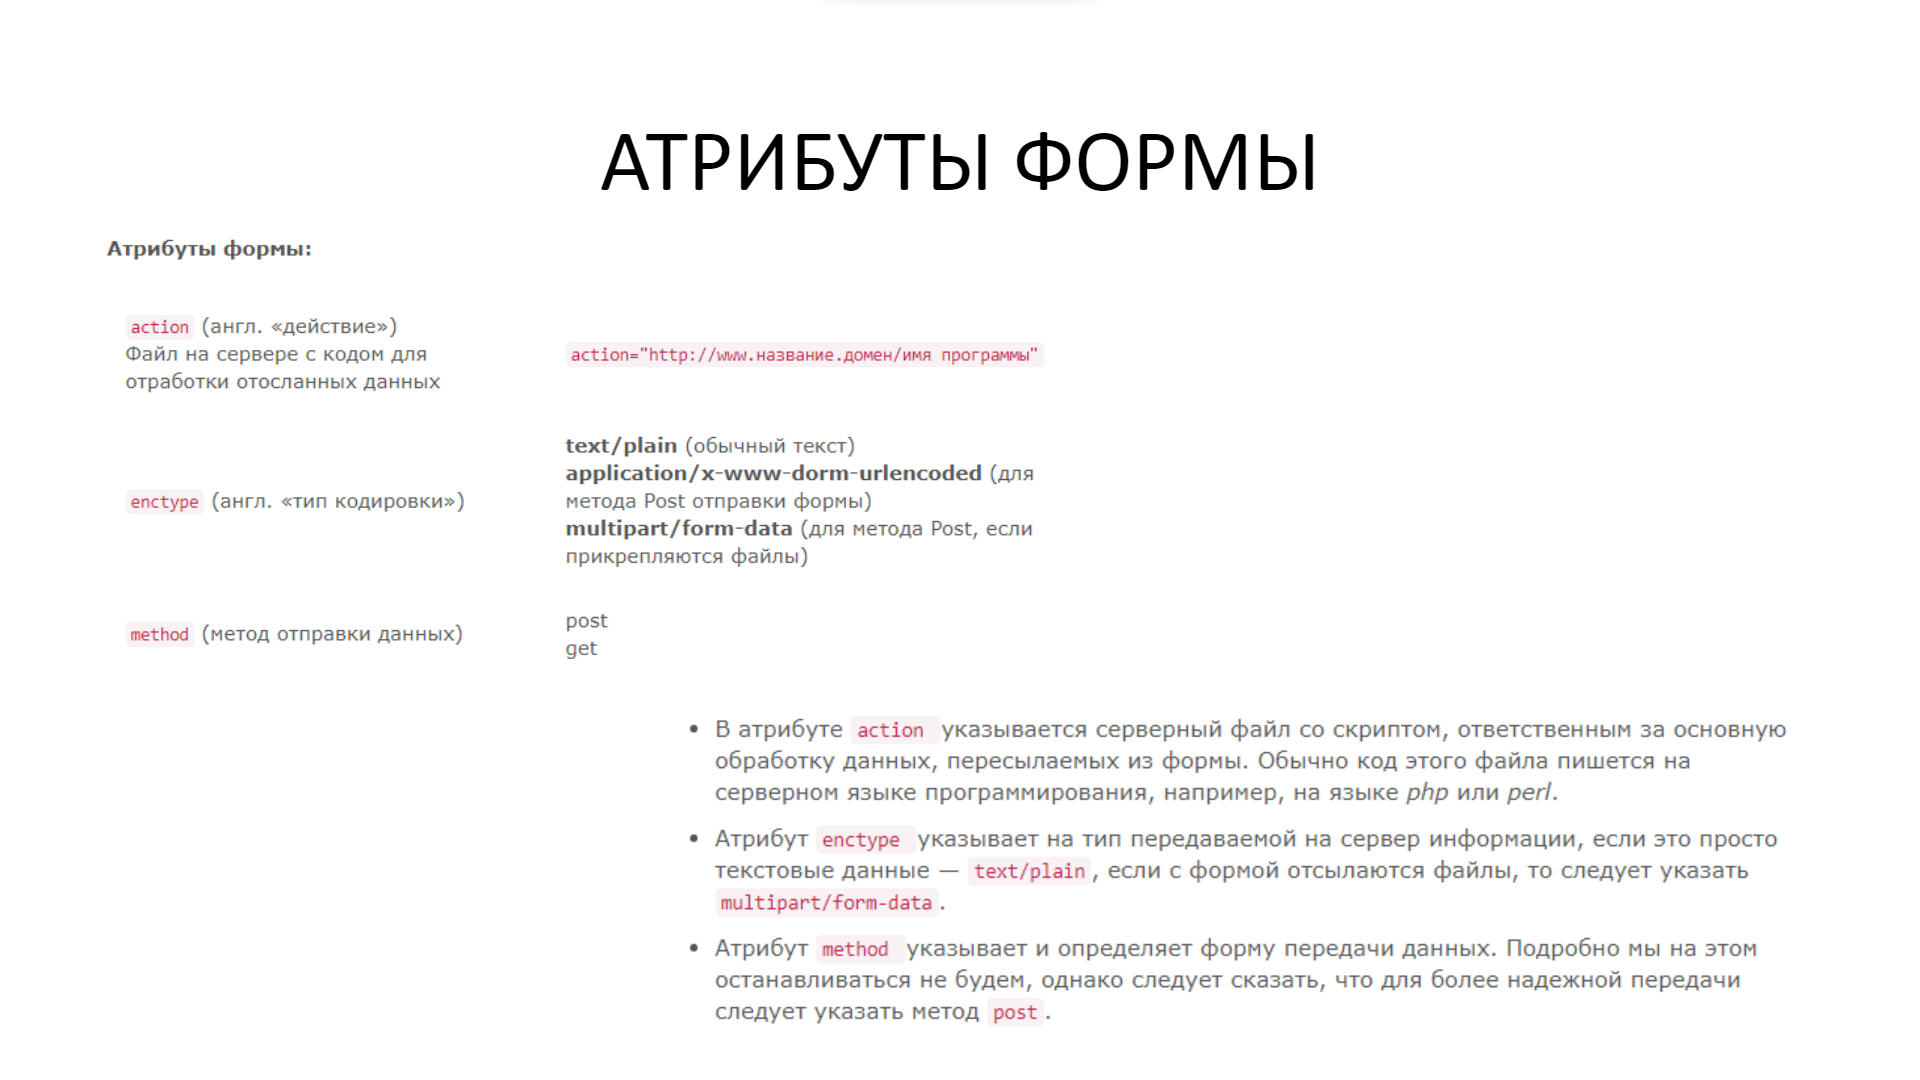 АТРИБУТЫ ФОРМЫ
Атрибуты формы:
action (англ. «действие»)
Файл на сервере с кодом для
отработки отосланных данных
action="http://www.название.домен/имя программы"
enctype (англ. «тип кодировки»)
text/plain (обычный текст)
application/x-www-dorm-urlencoded (для
метода Post отправки формы)
multipart/form-data (для метода Post, если
прикрепляются файлы)
method (метод отправки данных)
post
get
• В атрибуте action указывается серверный файл со скриптом, ответственным за основную
обработку данных, пересылаемых из формы. Обычно код этого файла пишется на
серверном языке программирования, например, на языке php или perl.
• Атрибут enctype указывает на тип передаваемой на сервер информации, если это просто
текстовые данные — text/plain, если с формой отсылаются файлы, то следует указать
multipart/form-data.
• Атрибут method указывает и определяет форму передачи данных. Подробно мы на этом
останавливаться не будем, однако следует сказать, что для более надежной передачи
следует указать метод post.